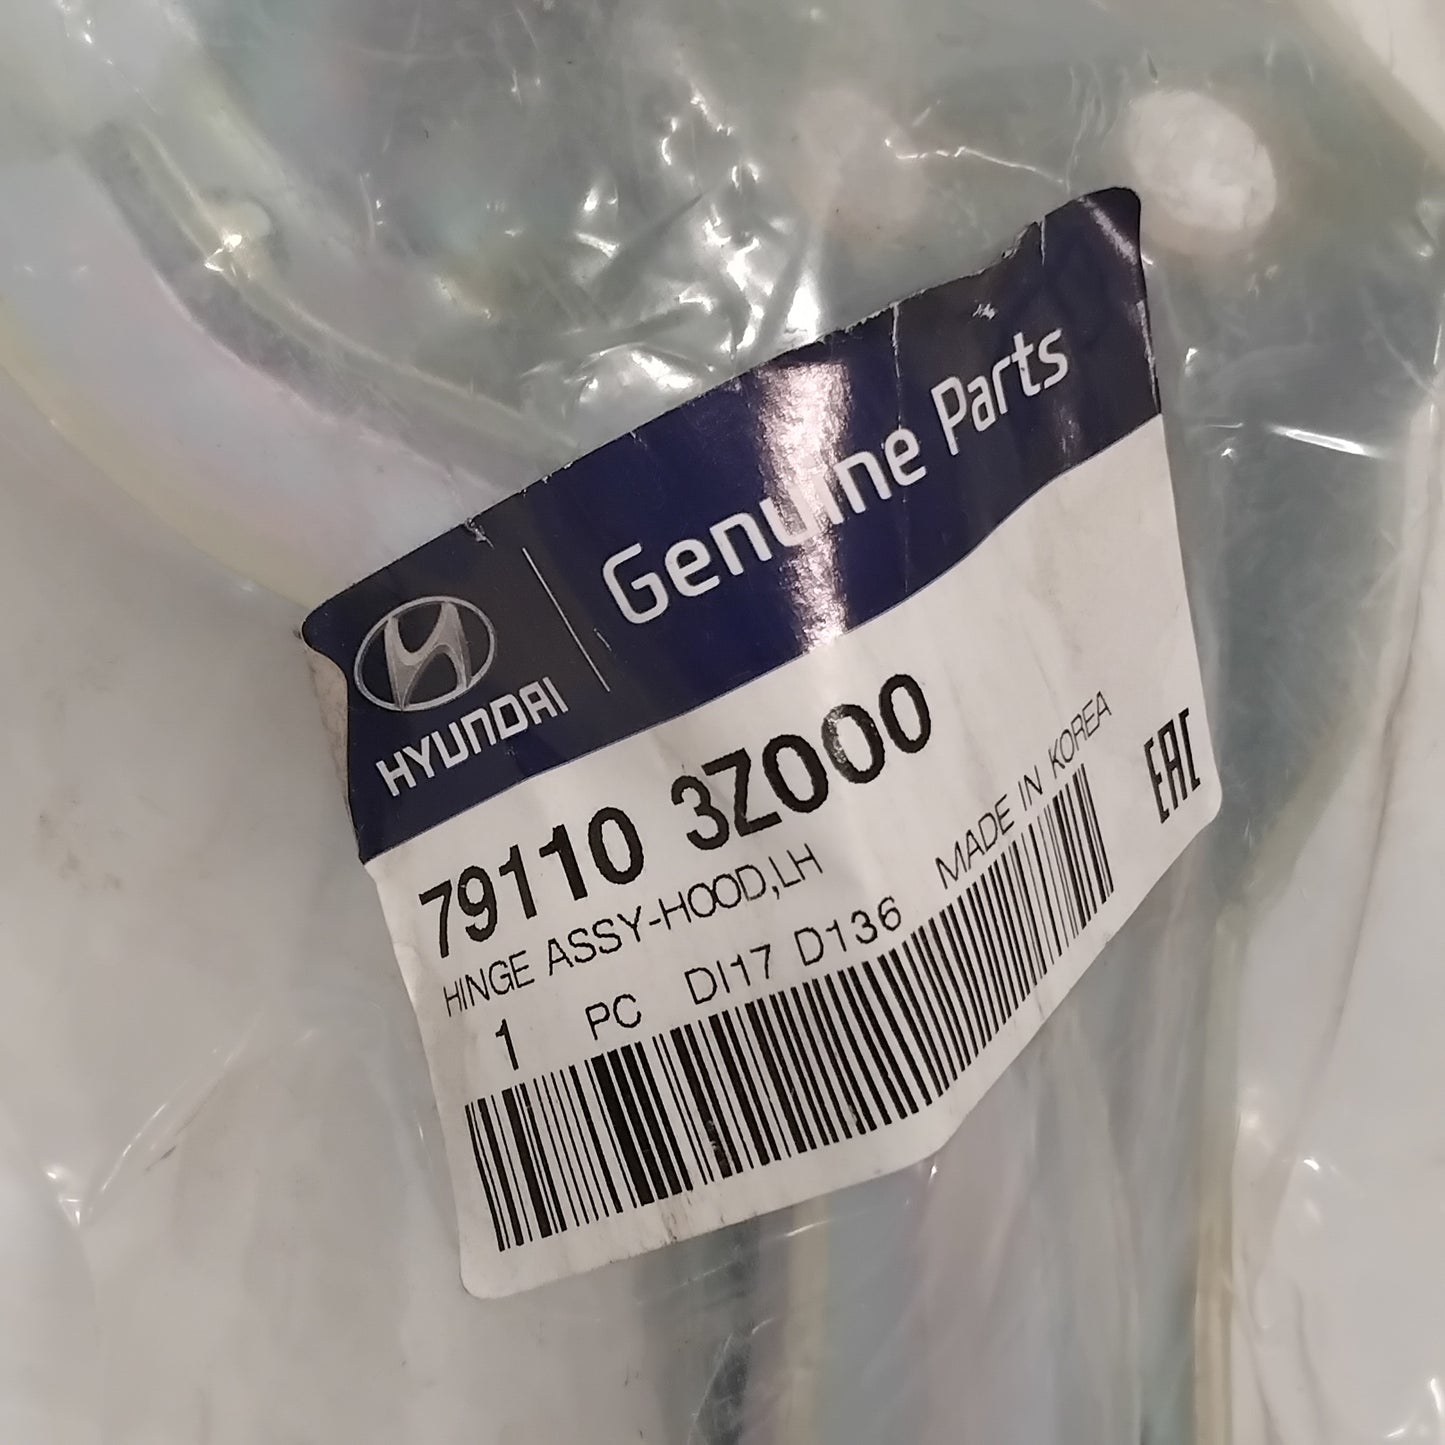 HYUNDAI
Genuine Parts
79110 3Z000
HINGE ASSY-HOOD,LH
1 PC DI17 D136 MADE IN KOREA
EAC